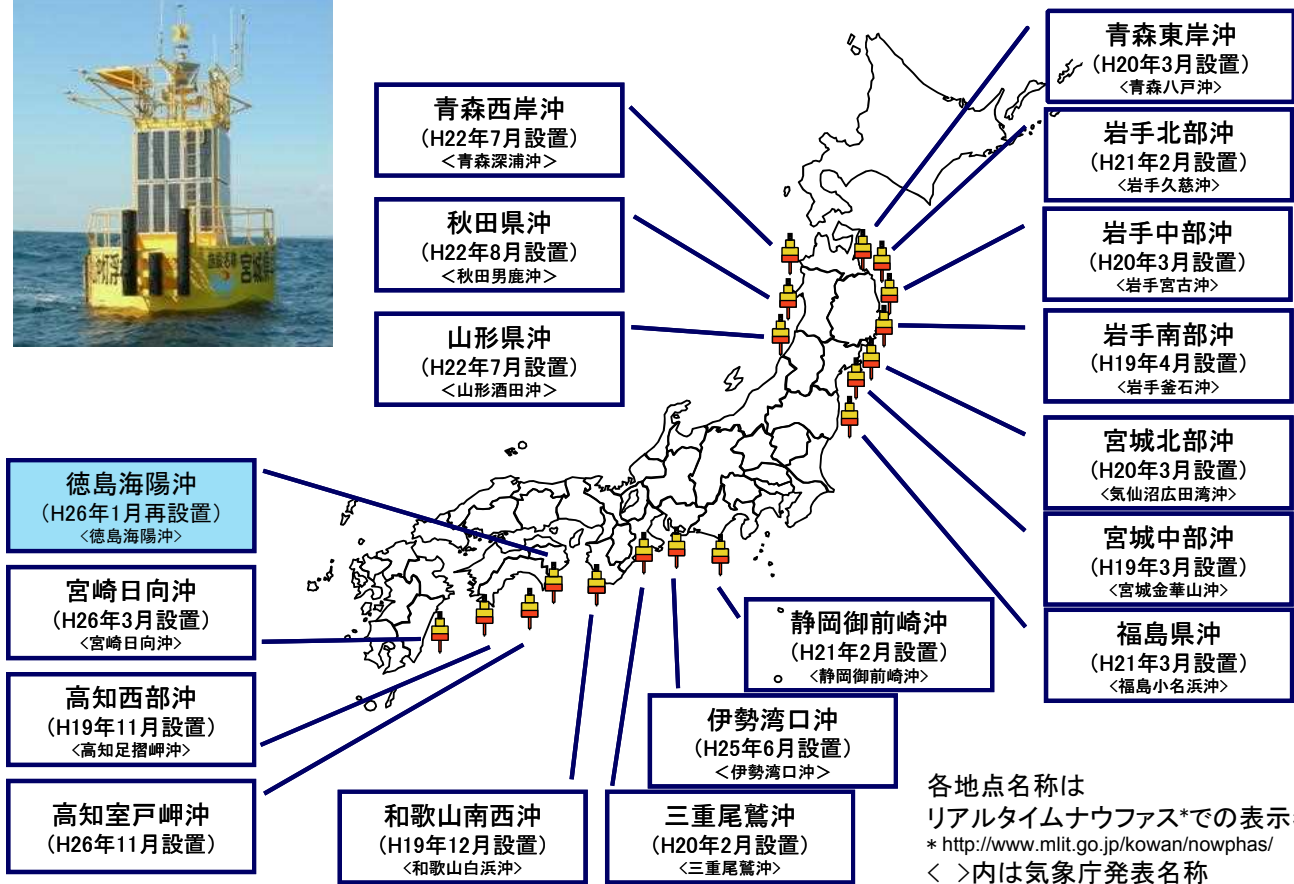 青森東岸沖
(H20年3月設置)
<青森八戸沖>
青森西岸沖
(H22年7月設置)
<青森深浦沖>
岩手北部沖
(H21年2月設置)
<岩手久慈沖>
秋田県沖
(H22年8月設置)
<秋田男鹿沖>
岩手中部沖
(H20年3月設置)
<岩手宮古沖>
山形県沖
(H22年7月設置)
<山形酒田沖>
岩手南部沖
(H19年4月設置)
<岩手釜石沖>
宮城北部沖
(H20年3月設置)
<気仙沼広田湾沖>
徳島海陽沖
(H26年1月再設置)
<徳島海陽沖>
宮城中部沖
(H19年3月設置)
<宮城金華山沖>
宮崎日向沖
(H26年3月設置)
<宮崎日向沖>
静岡御前崎沖
(H21年2月設置)
<静岡御前崎沖>
福島県沖
(H21年3月設置)
<福島小名浜沖>
高知西部沖
(H19年11月設置)
<高知足摺岬沖>
伊勢湾口沖
(H25年6月設置)
<伊勢湾口沖>
高知室戸岬沖
(H26年11月設置)
和歌山南西沖
(H19年12月設置)
<和歌山白浜沖>
三重尾鷲沖
(H20年2月設置)
<三重尾鷲沖>
各地点名称は
リアルタイムナウファス*での表示
* http://www.mlit.go.jp/kowan/nowphas/
< >内は気象庁発表名称
宮城